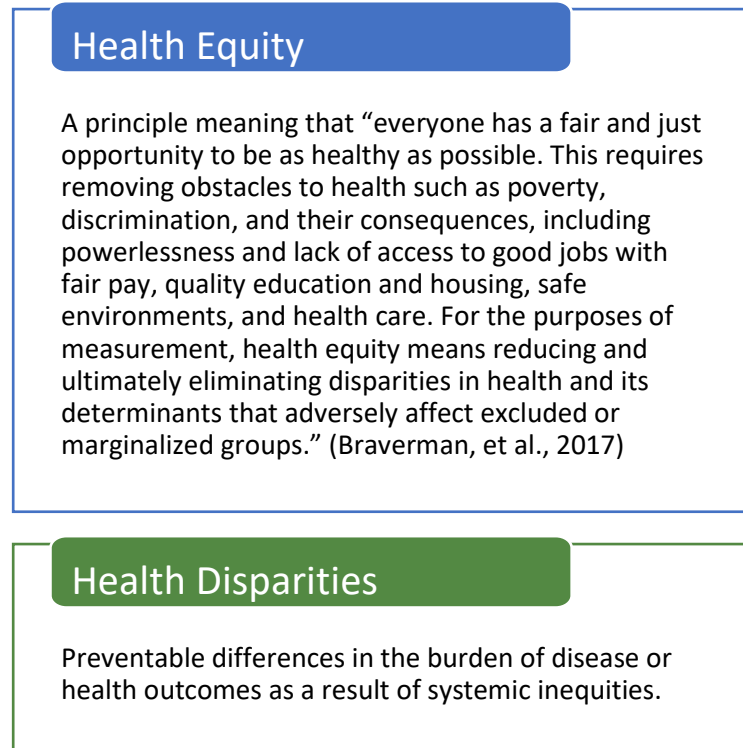 Health Equity
A principle meaning that “everyone has a fair and just
opportunity to be as healthy as possible. This requires
removing obstacles to health such as poverty,
discrimination, and their consequences, including
powerlessness and lack of access to good jobs with
fair pay, quality education and housing, safe
environments, and health care. For the purposes of
measurement, health equity means reducing and
ultimately eliminating disparities in health and its
determinants that adversely affect excluded or
marginalized groups.” (Braverman, et al., 2017)
Health Disparities
Preventable differences in the burden of disease or
health outcomes as a result of systemic inequities.